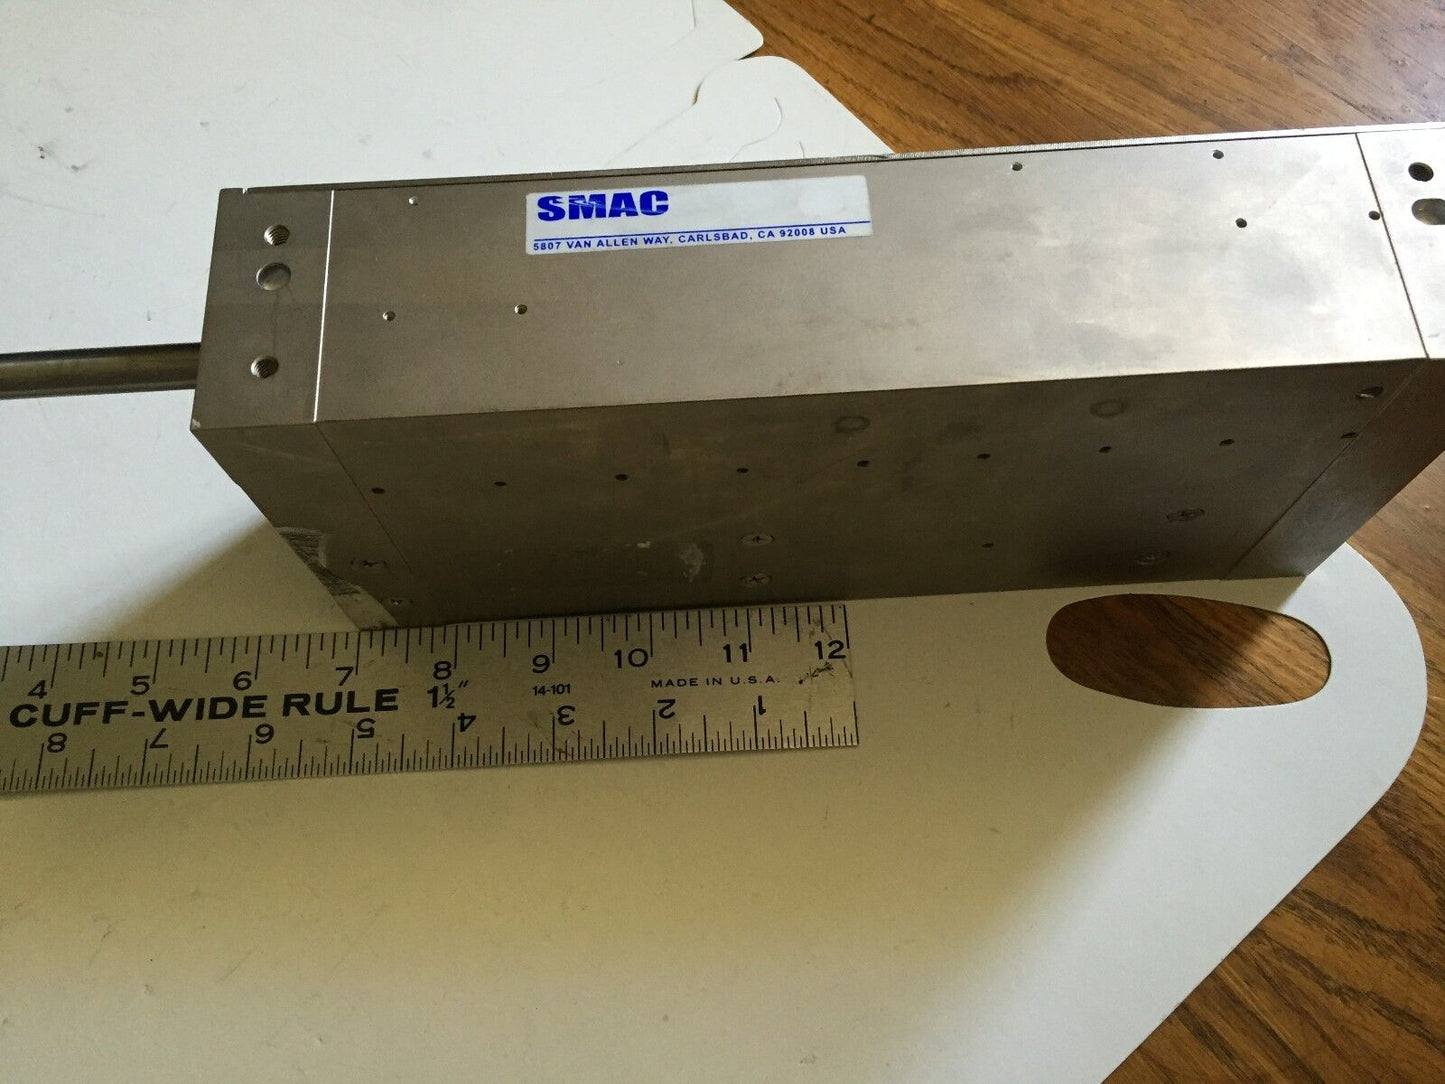 SMAC
5807 VAN ALLEN WAY, CARLSBAD, CA 92008 USA
4 5 6 7 8 9 10 11 12
CUFF-WIDE RULE 1½" 14-101 MADE IN U.S.A.
8 7 6 5 4 3 2 1